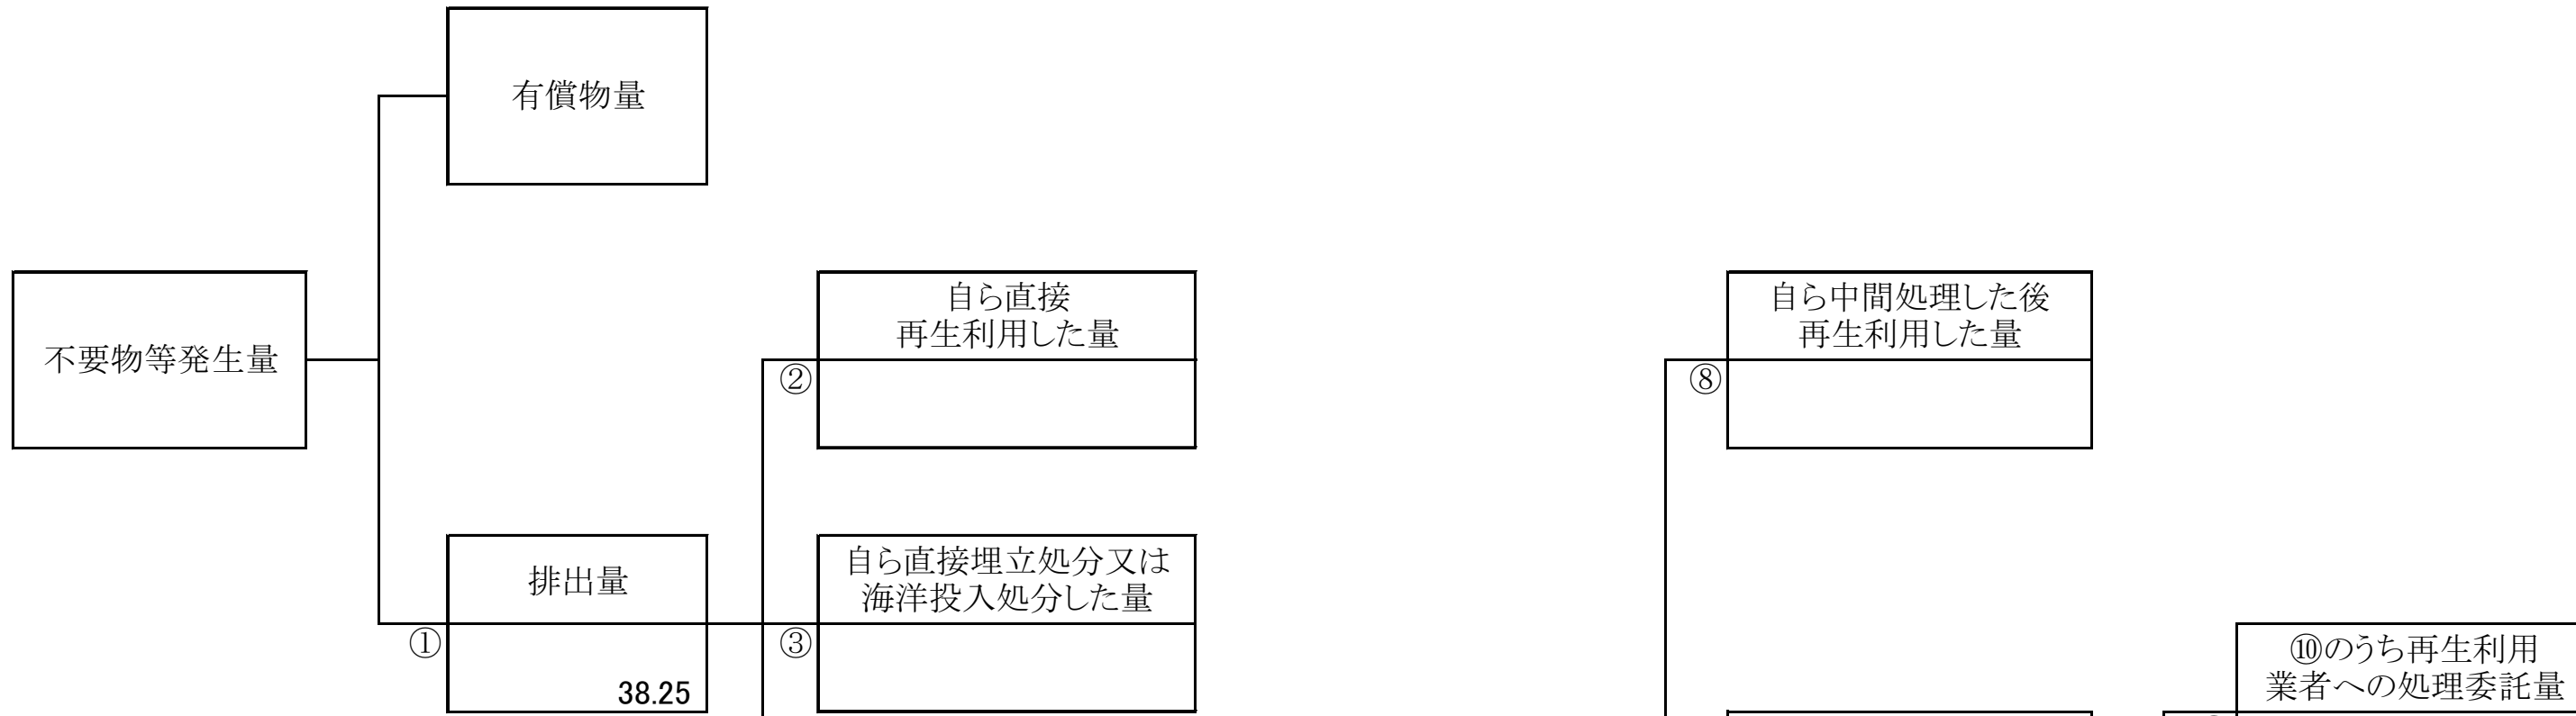 有償物量
不要物等発生量
自ら直接
再生利用した量
②
自ら中間処理した後
再生利用した量
⑧
排出量
①
38.25
自ら直接埋立処分又は
海洋投入処分した量
③
⑩のうち再生利用
業者への処理委託量